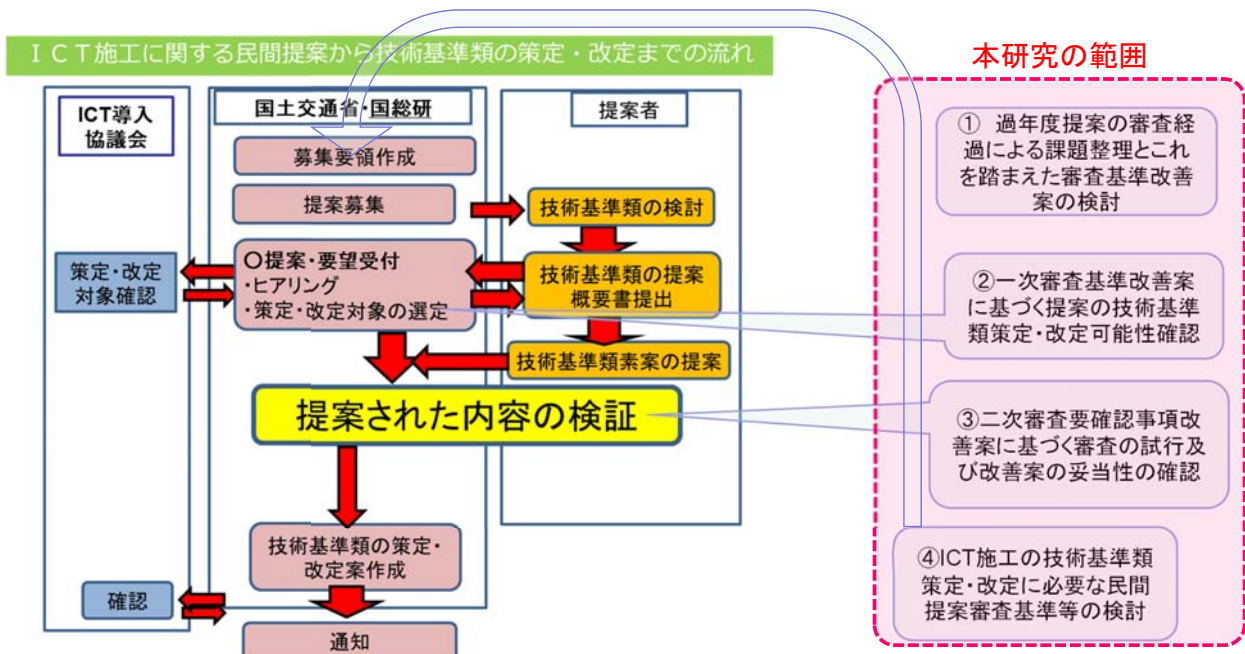 ICT施工に関する民間提案から技術基準類の策定・改定までの流れ
ICT導入
協議会
国土交通省・国総研
提案者
募集要領作成
提案募集
技術基準類の検討
策定・改定
対象確認
〇提案・要望受付
・ヒアリング
・策定・改定対象の選定
技術基準類の提案
概要書提出
技術基準類素案の提案
提案された内容の検証
技術基準類の策定・
改定案作成
確認
通知
本研究の範囲
① 過年度提案の審査経
過による課題整理とこれ
を踏まえた審査基準改善
案の検討
②一次審査基準改善案
に基づく提案の技術基準
類策定・改定可能性確認
③二次審査要確認事項改
善案に基づく審査の試行及
び改善案の妥当性の確認
④ICT施工の技術基準類
策定・改定に必要な民間
提案審査基準等の検討